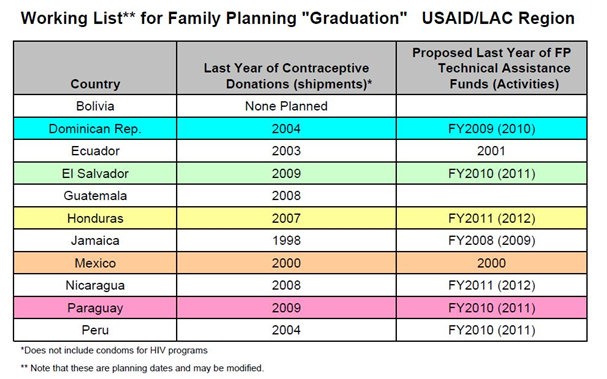 Working List** for Family Planning "Graduation" USAID/LAC Region
Country
Last Year of Contraceptive
Donations (shipments)*
Proposed Last Year of FP
Technical Assistance
Funds (Activities)
Bolivia None Planned
Dominican Rep. 2004 FY2009 (2010)
Ecuador 2003 2001
El Salvador 2009 FY2010 (2011)
Guatemala 2008
Honduras 2007 FY2011 (2012)
Jamaica 1998 FY2008 (2009)
Mexico 2000 2000
Nicaragua 2008 FY2011 (2012)
Paraguay 2009 FY2010 (2011)
Peru 2004 FY2010 (2011)
*Does not include condoms for HIV programs
** Note that these are planning dates and may be modified.